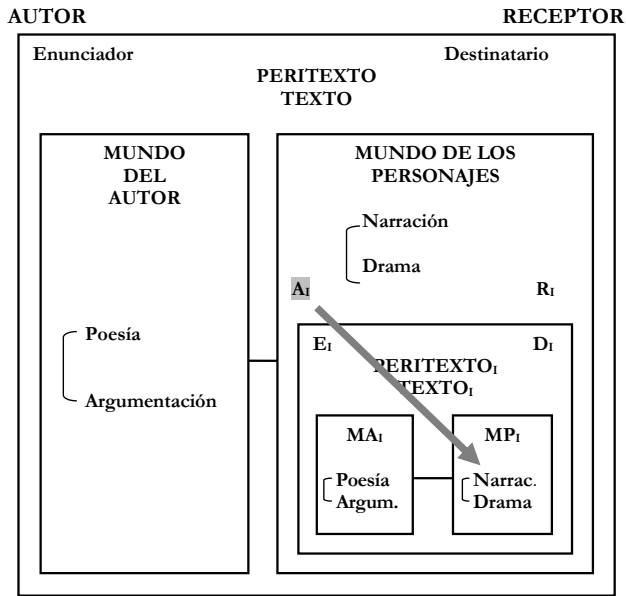 AUTOR RECEPTOR
Enunciador Destinatario
PERITEXTO
TEXTO
MUNDO
DEL
AUTOR
Poesía
Argumentación
MUNDO DE LOS
PERSONAJES
Narración
Drama
AI RI
EI DI
PERITEXTOI
TEXTOI
MAI
Poesía
Argum.
MPI
Narrac.
Drama